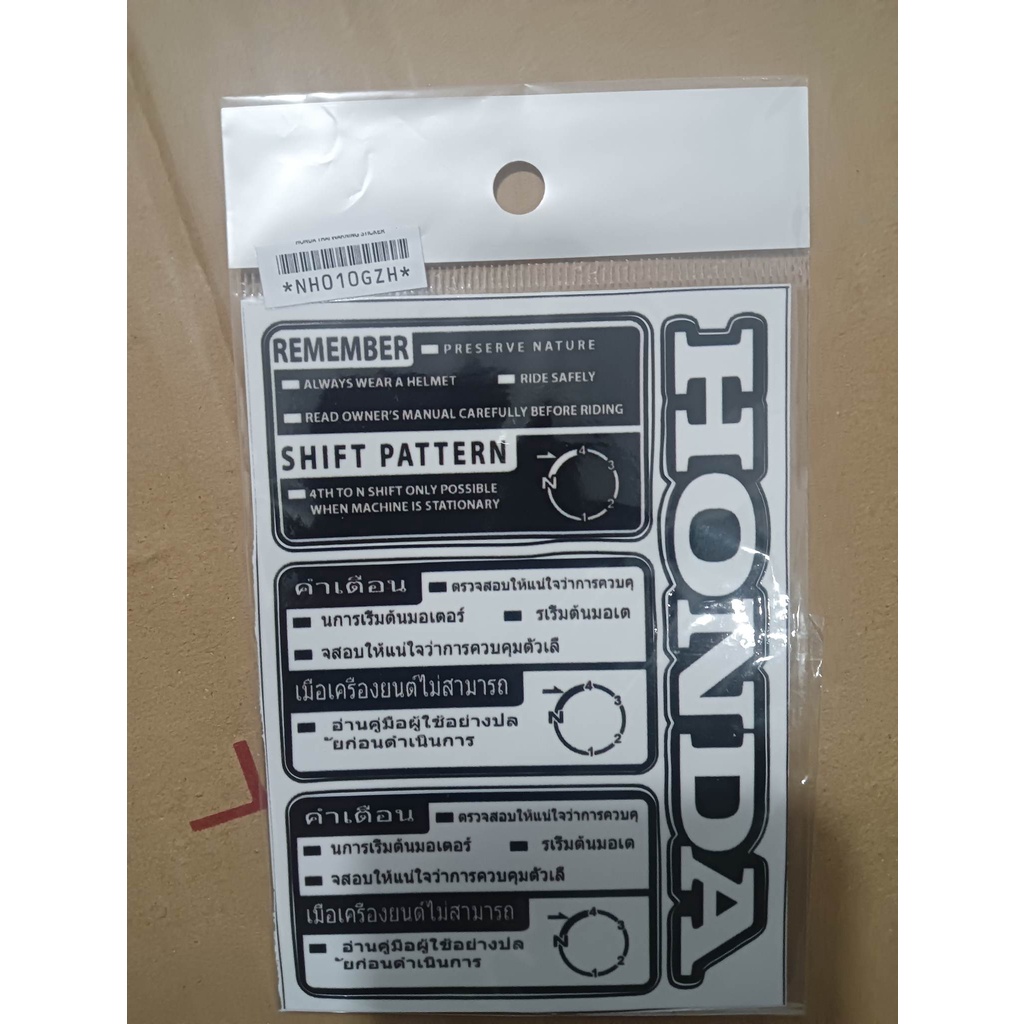 HONDA THAI WARNING STICKER
*NH010GZH*
REMEMBER PRESERVE NATURE
ALWAYS WEAR A HELMET RIDE SAFELY
READ OWNER'S MANUAL CAREFULLY BEFORE RIDING
SHIFT PATTERN
4TH TO N SHIFT ONLY POSSIBLE
WHEN MACHINE IS STATIONARY
N 4 3 2 1
คำเตือน ตรวจสอบให้แน่ใจว่าการควบคุ
นการเริ่มต้นมอเตอร์ รเริ่มต้นมอเต
จสอบให้แน่ใจว่าการควบคุมตัวเลื
เมื่อเครื่องยนต์ไม่สามารถ
อ่านคู่มือผู้ใช้อย่างปล
ัยก่อนดำเนินการ
N 4 3 2 1
คำเตือน ตรวจสอบให้แน่ใจว่าการควบคุ
นการเริ่มต้นมอเตอร์ รเริ่มต้นมอเต
จสอบให้แน่ใจว่าการควบคุมตัวเลื
เมื่อเครื่องยนต์ไม่สามารถ
อ่านคู่มือผู้ใช้อย่างปล
ัยก่อนดำเนินการ
N 4 3 2 1
HONDA